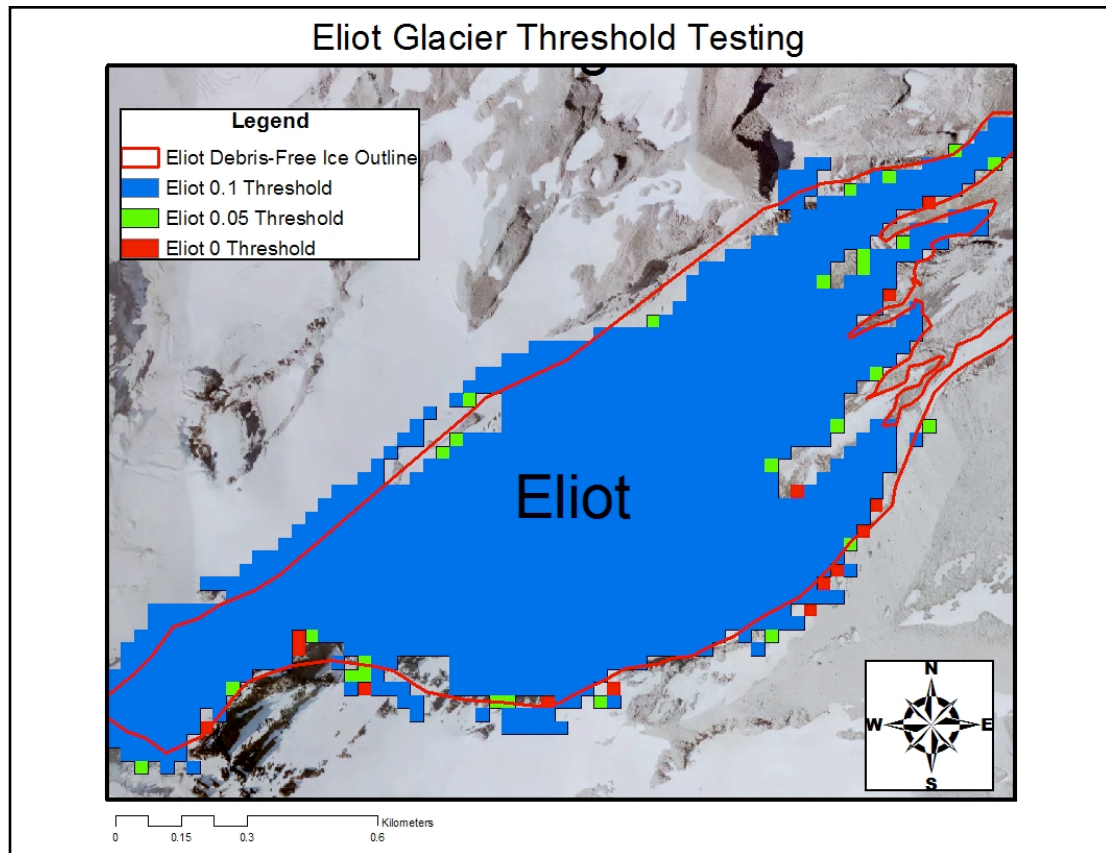 Eliot Glacier Threshold Testing
Legend
Eliot Debris-Free Ice Outline
Eliot 0.1 Threshold
Eliot 0.05 Threshold
Eliot 0 Threshold
Eliot
N
W E
S
Kilometers
0 0.15 0.3 0.6